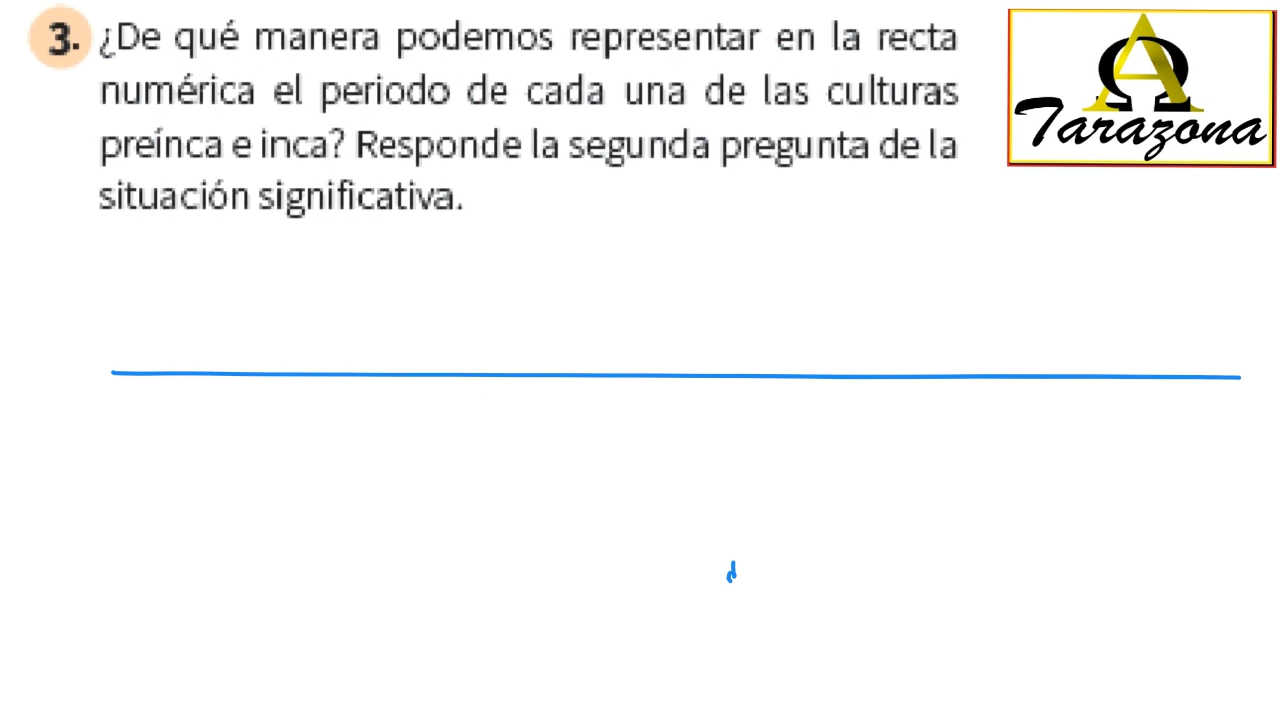 3. ¿De qué manera podemos representar en la recta
numérica el periodo de cada una de las culturas
preínca e inca? Responde la segunda pregunta de la
situación significativa.
AΩ
Tarazona